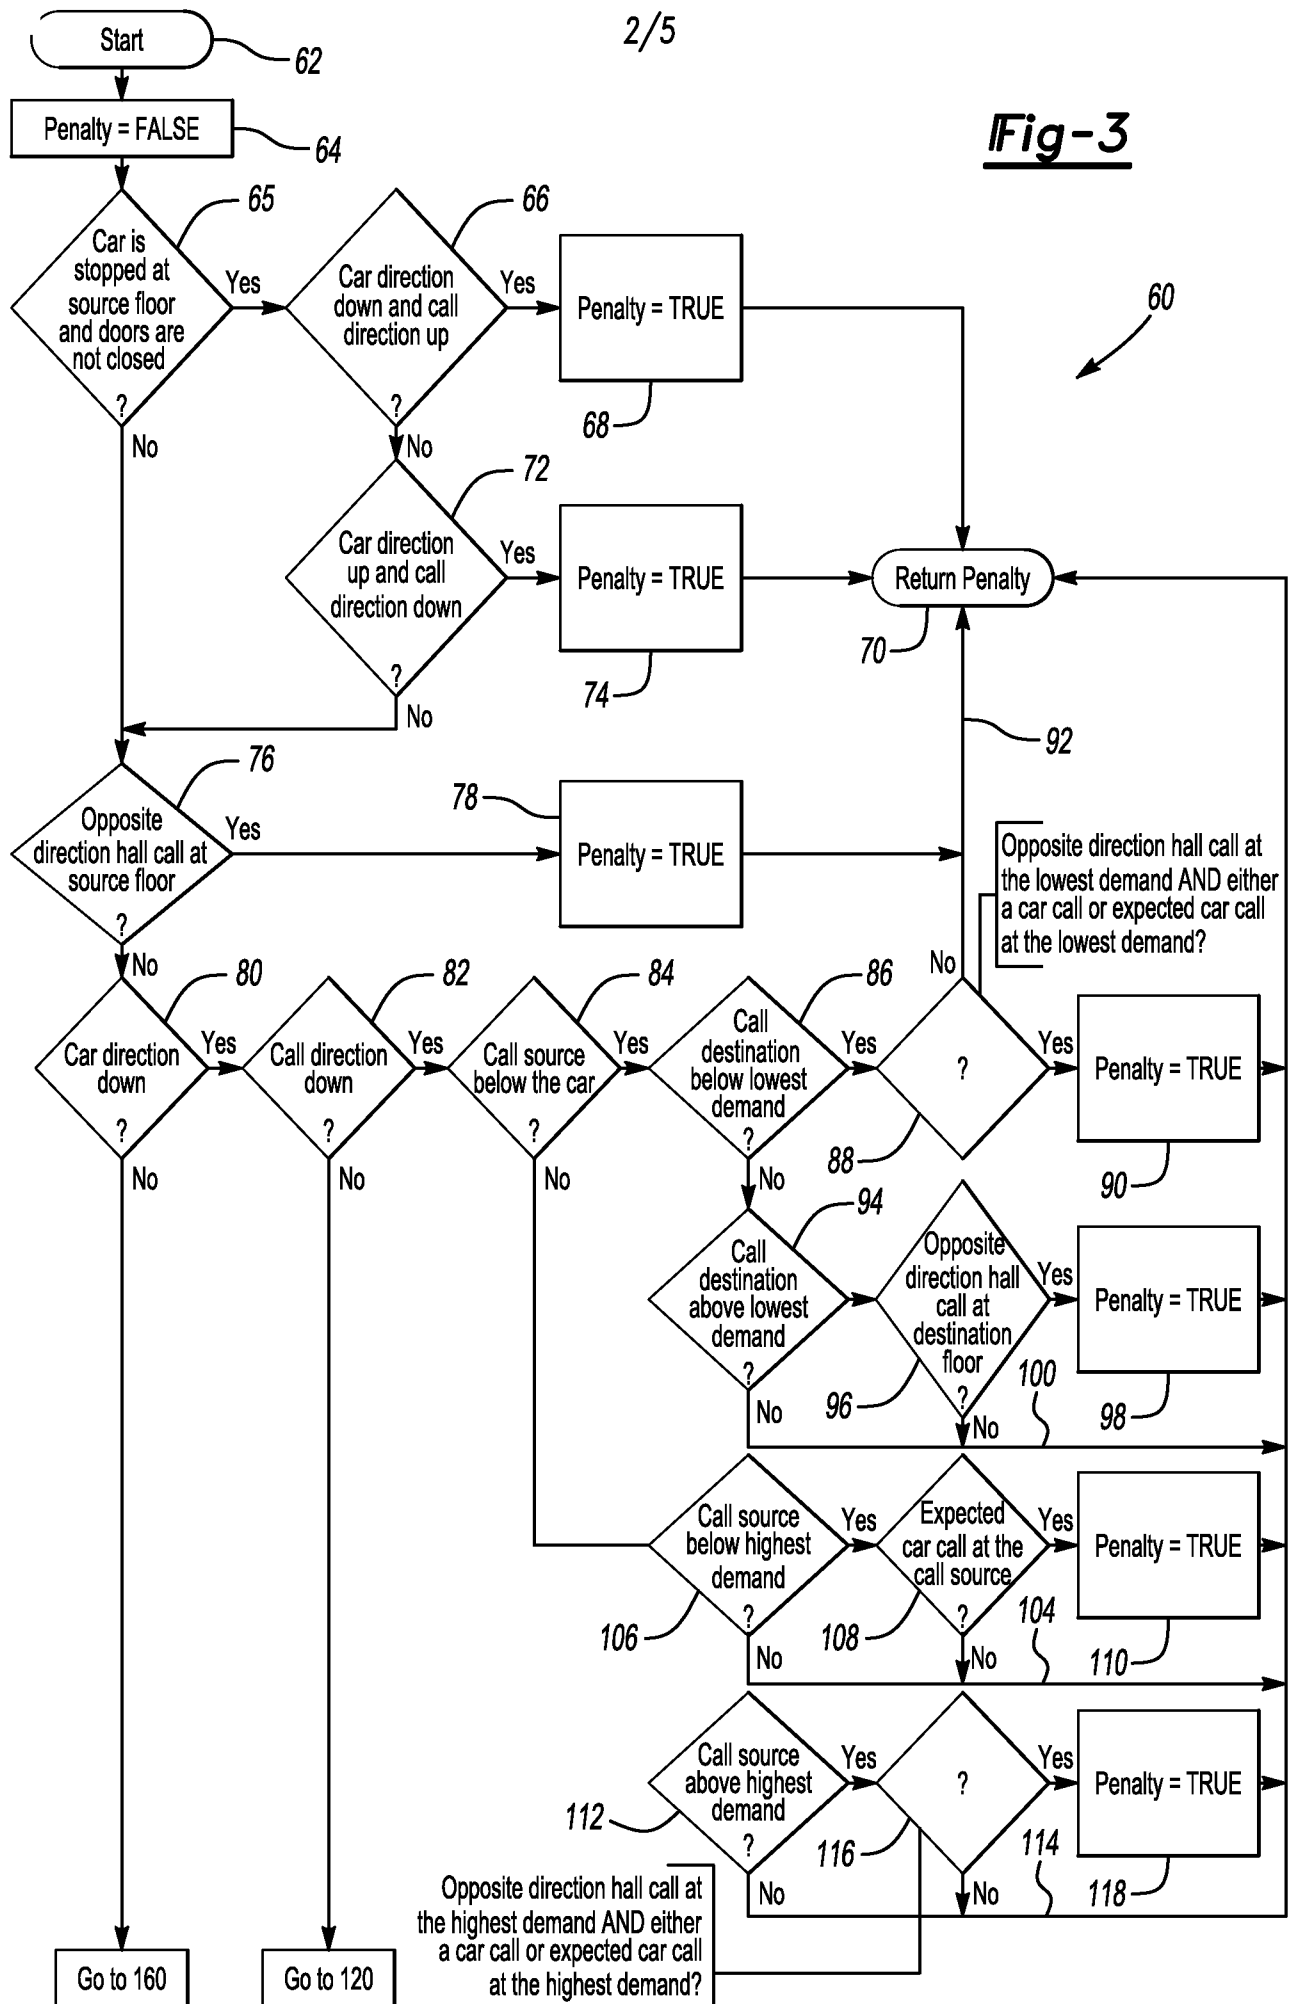 2/5
Fig-3
Start
62
Penalty = FALSE
64
65
Car is
stopped at
source floor
and doors are
not closed
?
Yes
No
66
Car direction
down and call
direction up
?
Yes
No
Penalty = TRUE
68
60
72
Car direction
up and call
direction down
?
Yes
No
Penalty = TRUE
74
Return Penalty
70
92
76
Opposite
direction hall call at
source floor
?
Yes
No
78
Penalty = TRUE
Opposite direction hall call at
the lowest demand AND either
a car call or expected car call
at the lowest demand?
80
Car direction
down
?
Yes
No
82
Call direction
down
?
Yes
No
84
Call source
below the car
?
Yes
No
86
Call
destination
below lowest
demand
?
Yes
No
No
?
88
Yes
Penalty = TRUE
90
94
Call
destination
above lowest
demand
?
No
Opposite
direction hall
call at
destination
floor
?
96
Yes
No
Penalty = TRUE
98
100
Call source
below highest
demand
?
106
Yes
No
Expected
car call at the
call source
?
108
Yes
No
Penalty = TRUE
110
104
Call source
above highest
demand
?
112
Yes
No
?
116
Yes
No
Penalty = TRUE
118
114
Opposite direction hall call at
the highest demand AND either
a car call or expected car call
at the highest demand?
Go to 160
Go to 120